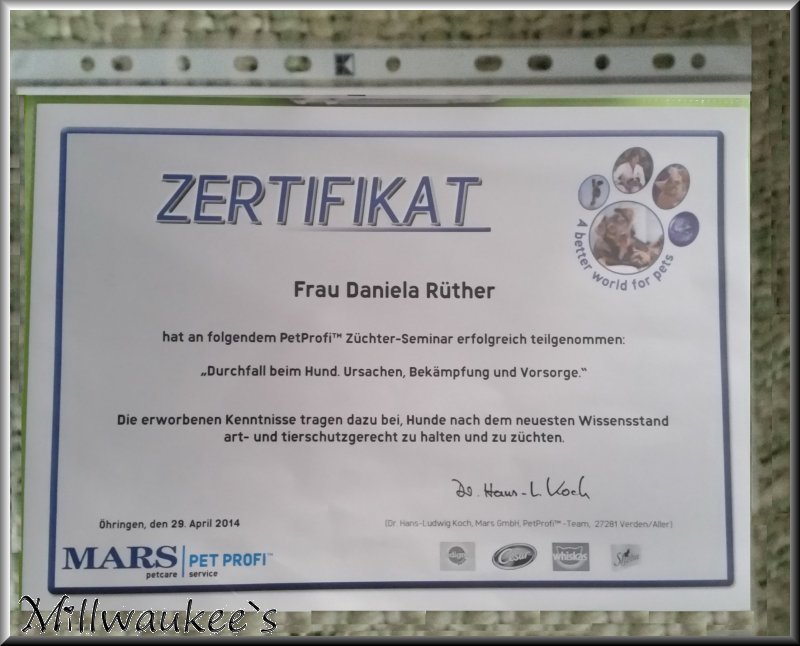 ZERTIFIKAT
A better world for pets
Frau Daniela Rüther
hat an folgendem PetProfi™ Züchter-Seminar erfolgreich teilgenommen:
„Durchfall beim Hund. Ursachen, Bekämpfung und Vorsorge.“
Die erworbenen Kenntnisse tragen dazu bei, Hunde nach dem neuesten Wissensstand
art- und tierschutzgerecht zu halten und zu züchten.
Dr. Hans-L. Koch
Öhringen, den 29. April 2014
(Dr. Hans-Ludwig Koch, Mars GmbH, PetProfi™-Team, 27281 Verden/Aller)
MARS PET PROFI™
petcare service
Cesar whiskas
Millwaukee`s